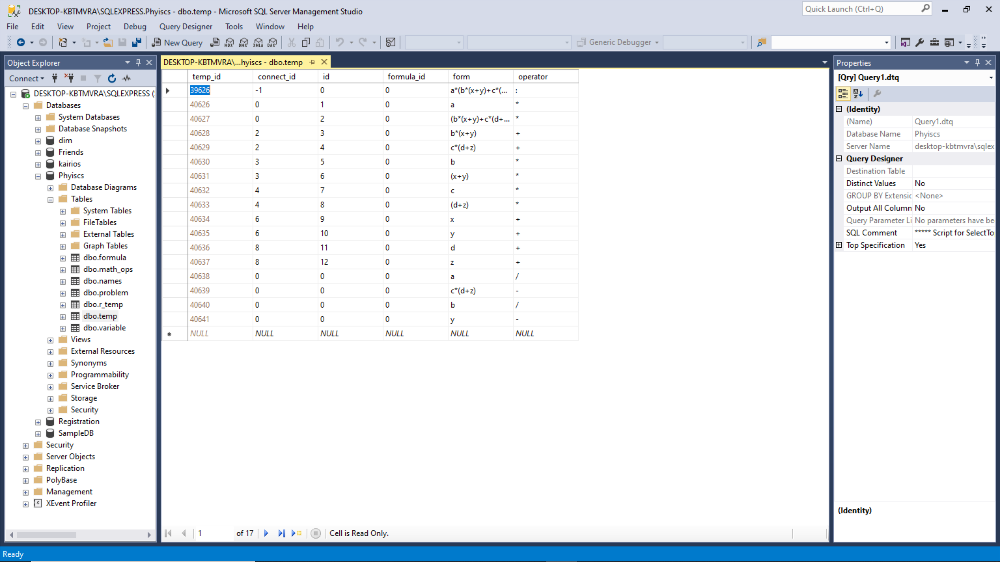 DESKTOP-KBTMVRA\SQLEXPRESS.Phyiscs - dbo.temp - Microsoft SQL Server Management Studio
Quick Launch (Ctrl+Q)
File Edit View Project Debug Query Designer Tools Window Help
New Query MDX DMX XMLA DAX Generic Debugger
Object Explorer
Connect
DESKTOP-KBTMVRA\SQLEXPRESS (
Databases
System Databases
Database Snapshots
dim
Friends
kairios
Phyiscs
Database Diagrams
Tables
System Tables
FileTables
External Tables
Graph Tables
dbo.formula
dbo.math_ops
dbo.names
dbo.problem
dbo.r_temp
dbo.temp
dbo.variable
Views
External Resources
Synonyms
Programmability
Service Broker
Storage
Security
Registration
SampleDB
Security
Server Objects
Replication
PolyBase
Management
XEvent Profiler
DESKTOP-KBTMVRA\...hyiscs - dbo.temp
temp_id connect_id id formula_id form operator
39626 -1 0 0 a*(b*(x+y)+c*(... :
40626 0 1 0 a *
40627 0 2 0 (b*(x+y)+c*(d+... *
40628 2 3 0 b*(x+y) +
40629 2 4 0 c*(d+z) +
40630 3 5 0 b *
40631 3 6 0 (x+y) *
40632 4 7 0 c *
40633 4 8 0 (d+z) *
40634 6 9 0 x +
40635 6 10 0 y +
40636 8 11 0 d +
40637 8 12 0 z +
40638 0 0 0 a /
40639 0 0 0 c*(d+z) -
40640 0 0 0 b /
40641 0 0 0 y -
NULL NULL NULL NULL NULL NULL
1 of 17 Cell is Read Only.
Properties
[Qry] Query1.dtq
(Identity)
(Name) Query1.dtq
Database Name Phyiscs
Server Name desktop-kbtmvra\sqlex
Query Designer
Destination Table
Distinct Values No
GROUP BY Extensic <None>
Output All Column No
Query Parameter Li No parameters have be
SQL Comment ***** Script for SelectTo
Top Specification Yes
(Identity)
Ready